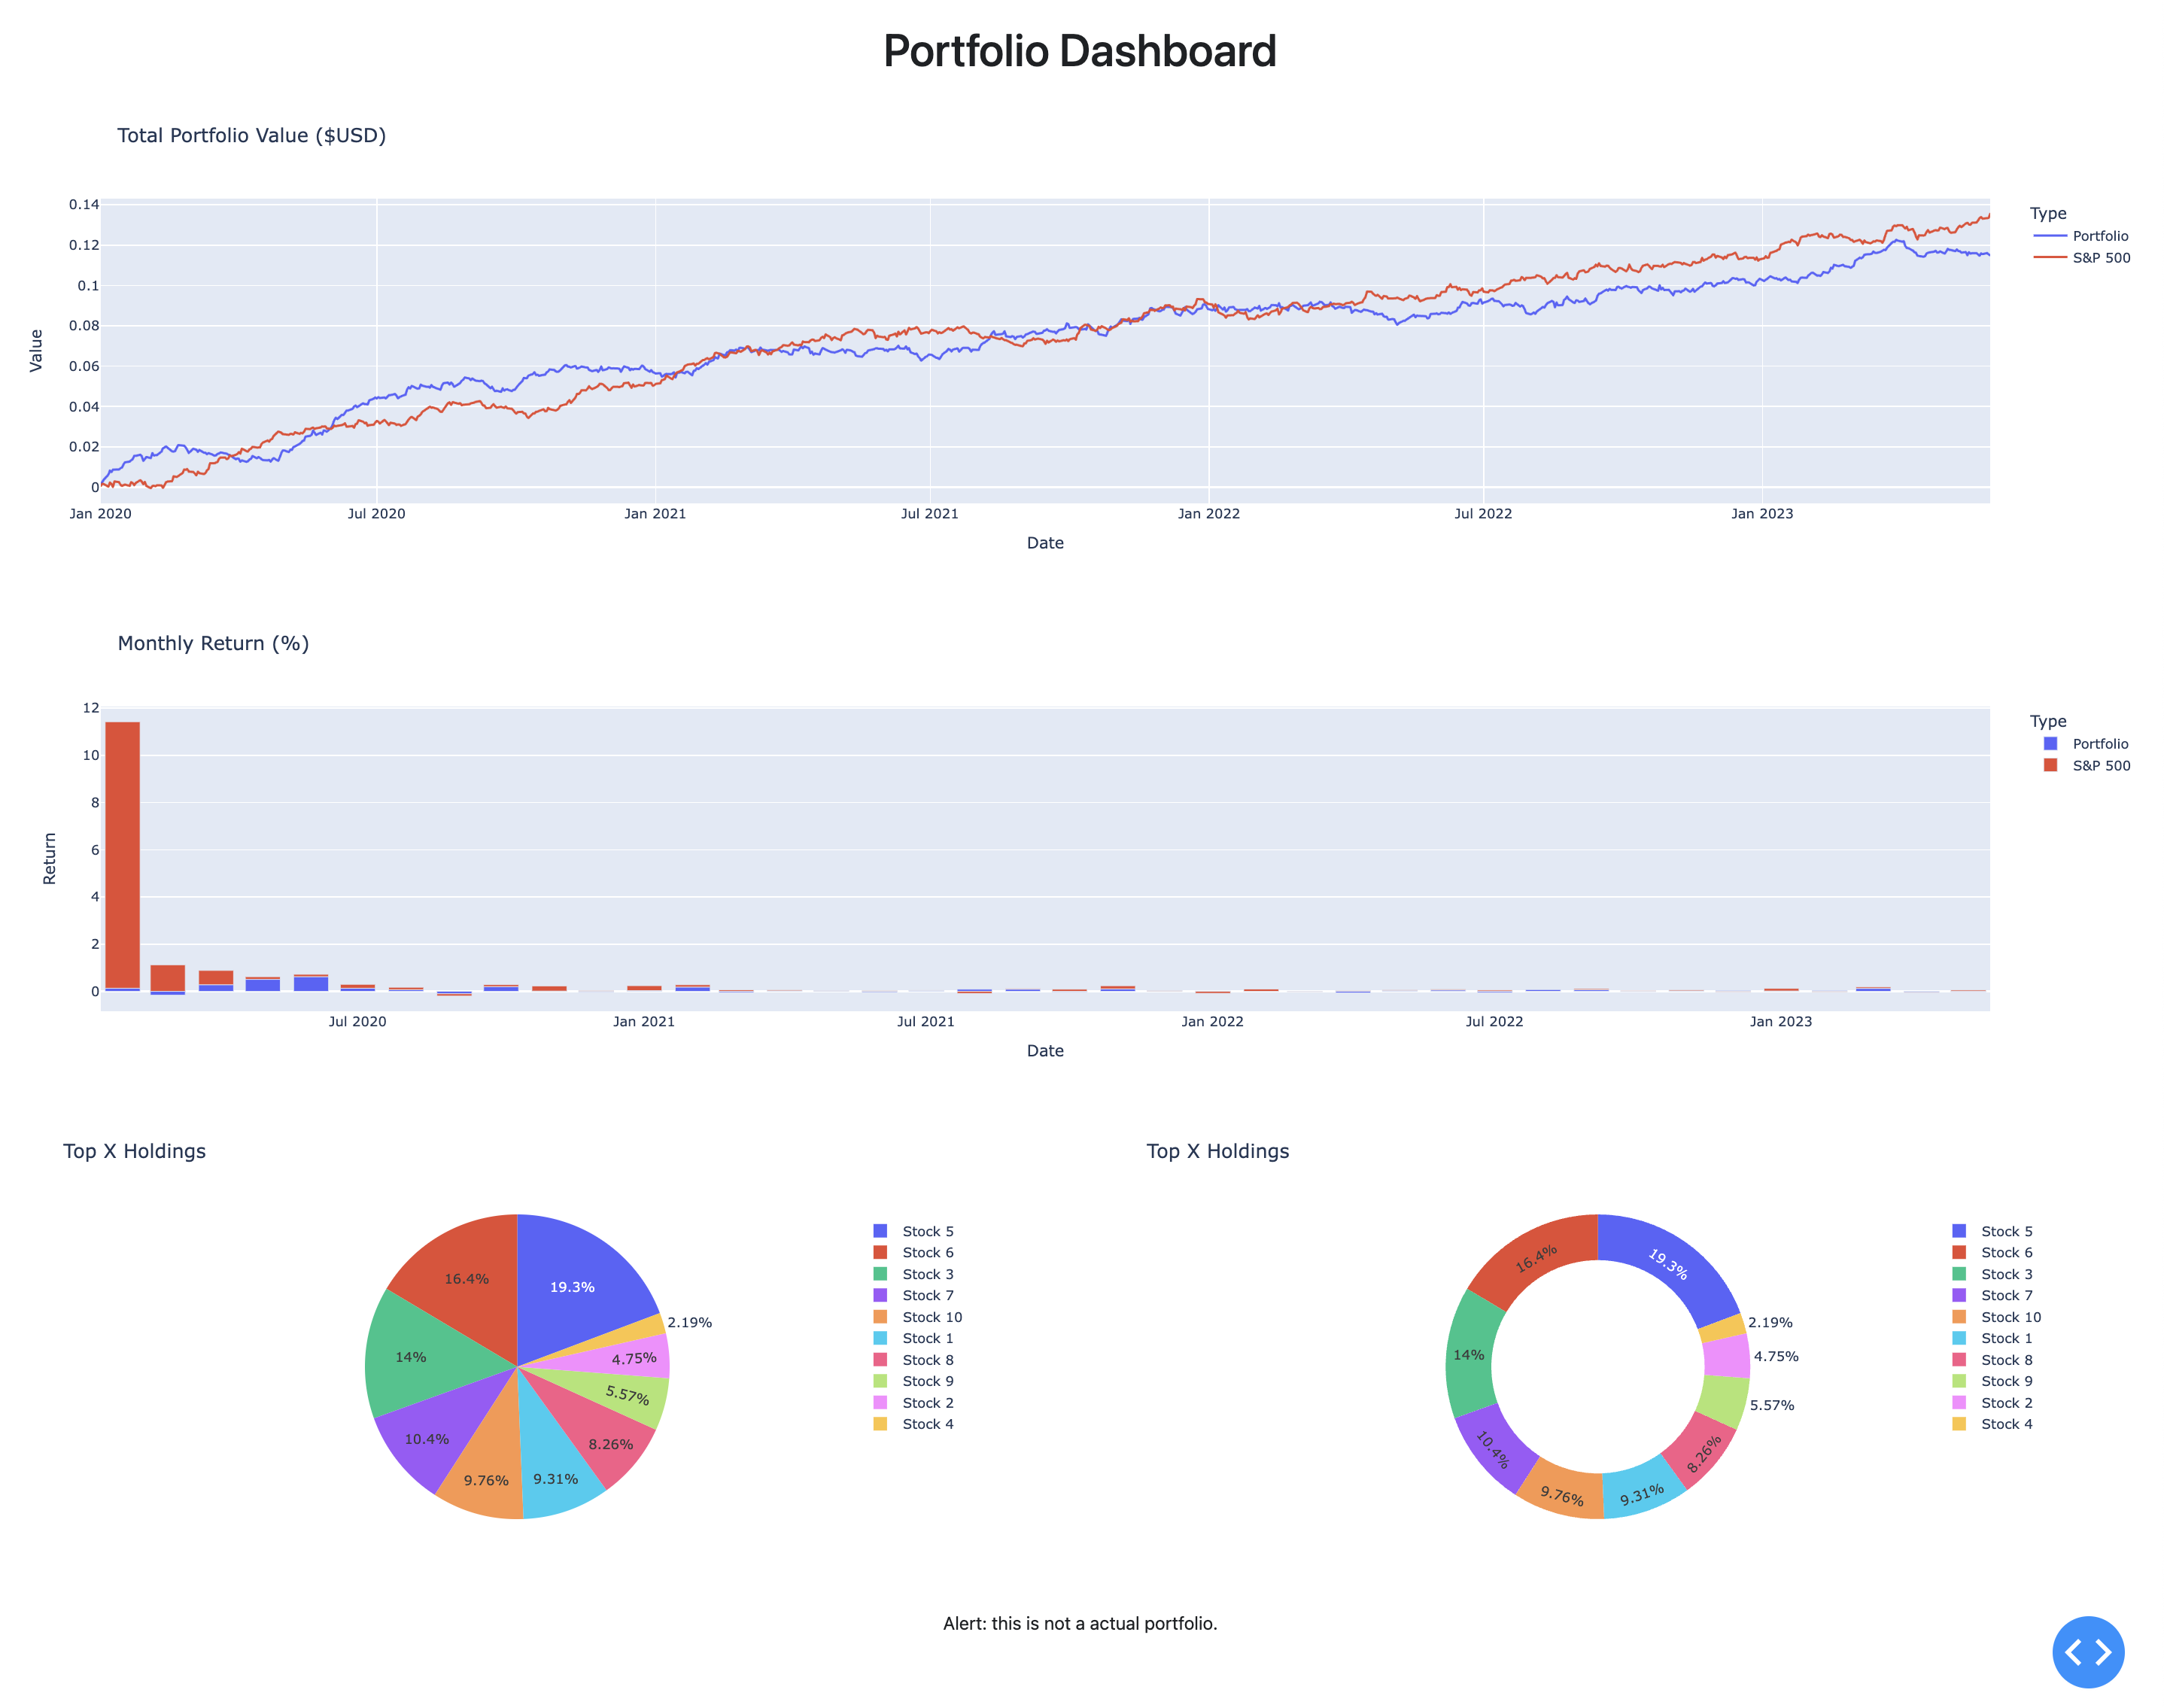 Portfolio Dashboard
Total Portfolio Value ($USD)
0.14
0.12
0.1
0.08
0.06
0.04
0.02
0
Value
Jan 2020 Jul 2020 Jan 2021 Jul 2021 Jan 2022 Jul 2022 Jan 2023
Date
Type
Portfolio
S&P 500
Monthly Return (%)
12
10
8
6
4
2
0
Return
Jul 2020 Jan 2021 Jul 2021 Jan 2022 Jul 2022 Jan 2023
Date
Type
Portfolio
S&P 500
Top X Holdings
19.3%
2.19%
4.75%
5.57%
8.26%
9.31%
9.76%
10.4%
14%
16.4%
Stock 5
Stock 6
Stock 3
Stock 7
Stock 10
Stock 1
Stock 8
Stock 9
Stock 2
Stock 4
Top X Holdings
19.3%
2.19%
4.75%
5.57%
8.26%
9.31%
9.76%
10.4%
14%
16.4%
Stock 5
Stock 6
Stock 3
Stock 7
Stock 10
Stock 1
Stock 8
Stock 9
Stock 2
Stock 4
Alert: this is not a actual portfolio.